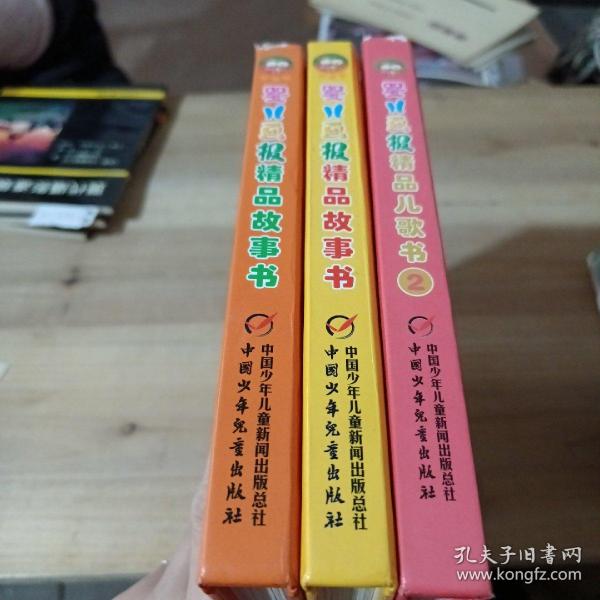 婴儿画报精品故事书
中国少年儿童新闻出版总社
中国少年儿童出版社
婴儿画报精品故事书
中国少年儿童新闻出版总社
中国少年儿童出版社
婴儿画报精品儿歌书2
中国少年儿童新闻出版总社
中国少年儿童出版社
孔夫子旧书网
www.kongfz.com